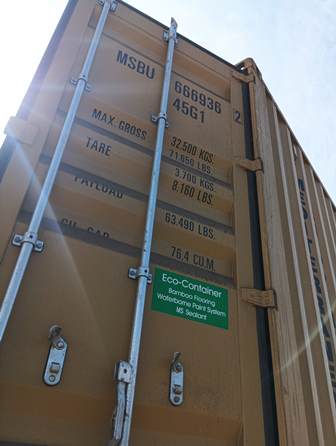 MSBU 666936 2
45G1
MAX. GROSS 32.500 KGS.
71.650 LBS
TARE 3.700 KGS.
8.160 LBS.
PAYLOAD
63.490 LBS.
CU. CAP. 76.4 CU.M.
Eco-Container
Bamboo Flooring
Waterborne Paint System
MS Sealant